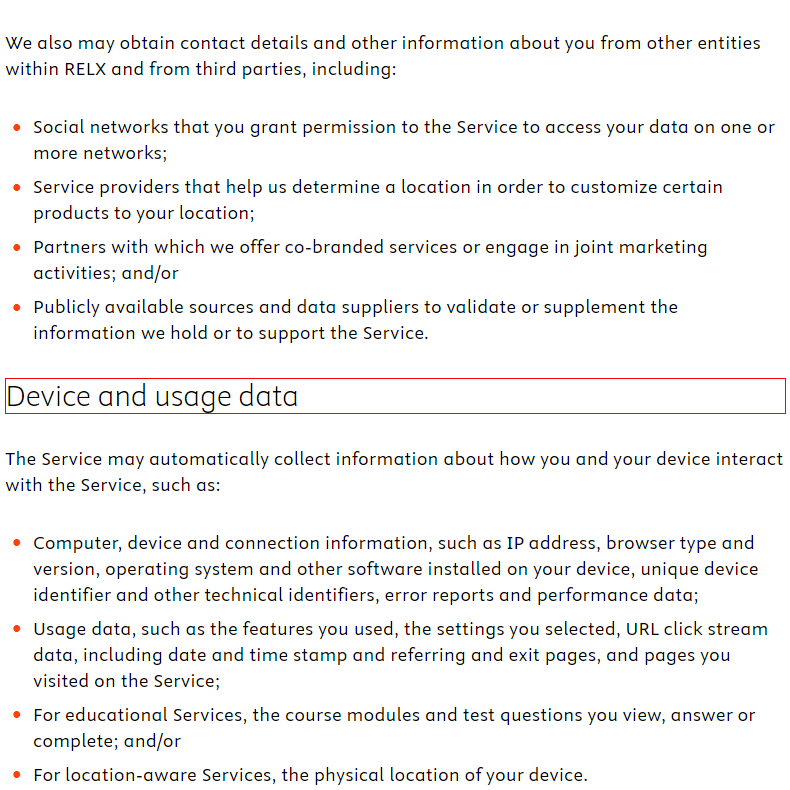 We also may obtain contact details and other information about you from other entities
within RELX and from third parties, including:
Social networks that you grant permission to the Service to access your data on one or
more networks;
Service providers that help us determine a location in order to customize certain
products to your location;
Partners with which we offer co-branded services or engage in joint marketing
activities; and/or
Publicly available sources and data suppliers to validate or supplement the
information we hold or to support the Service.
Device and usage data
The Service may automatically collect information about how you and your device interact
with the Service, such as:
Computer, device and connection information, such as IP address, browser type and
version, operating system and other software installed on your device, unique device
identifier and other technical identifiers, error reports and performance data;
Usage data, such as the features you used, the settings you selected, URL click stream
data, including date and time stamp and referring and exit pages, and pages you
visited on the Service;
For educational Services, the course modules and test questions you view, answer or
complete; and/or
For location-aware Services, the physical location of your device.